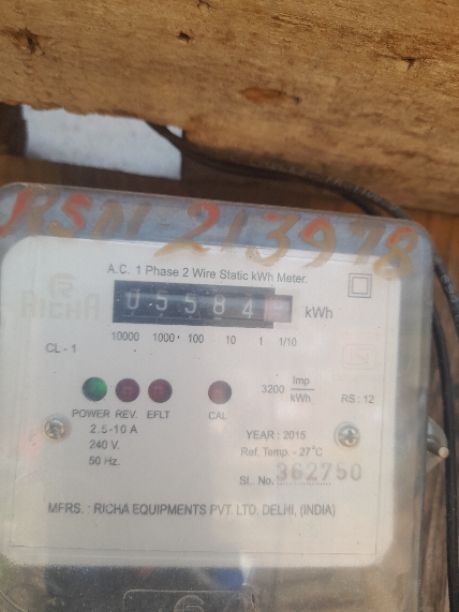 RSN-213978
A.C. 1 Phase 2 Wire Static kWh Meter.
RICHA
05584 kWh
10000 1000 100 10 1 1/10
CL - 1
3200 Imp/kWh
RS : 12
POWER REV. EFLT CAL
2.5-10 A
240 V.
50 Hz.
YEAR : 2015
Ref. Temp. - 27°C
SL. No. 362750
MFRS. : RICHA EQUIPMENTS PVT. LTD. DELHI, (INDIA)